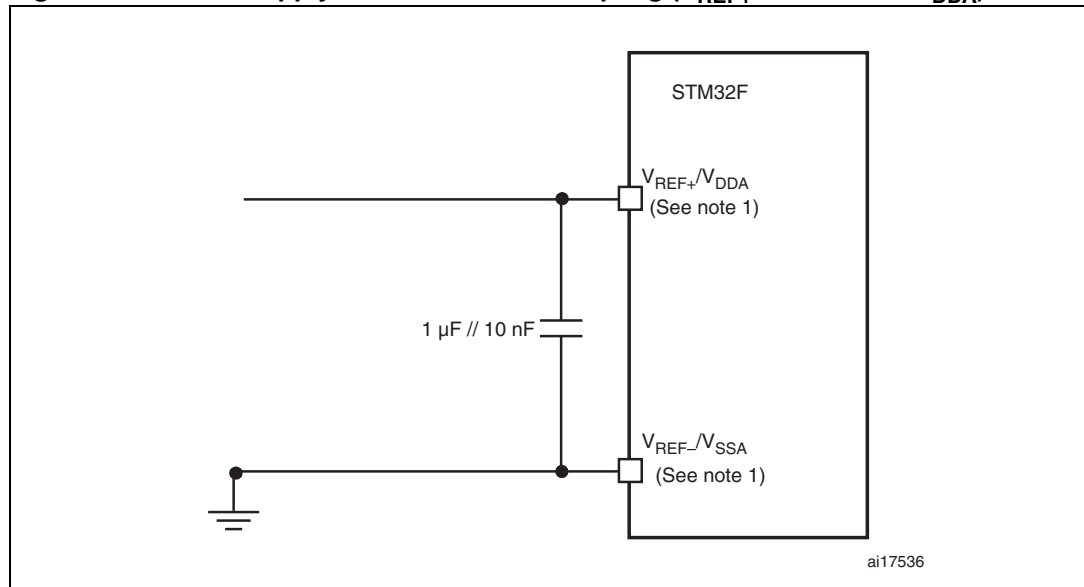 STM32F
VREF+/VDDA
(See note 1)
1 µF // 10 nF
VREF–/VSSA
(See note 1)
ai17536